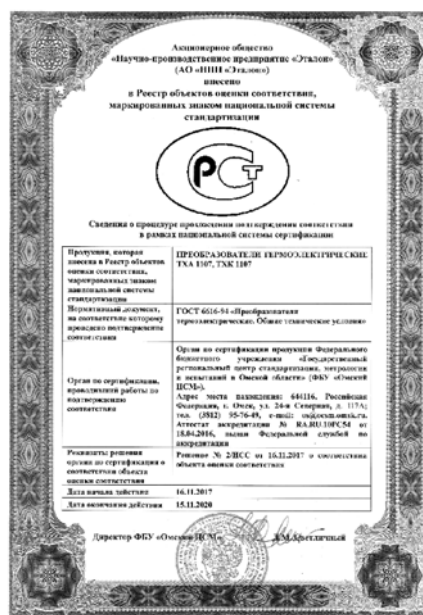 Акционерное общество
«Научно-производственное предприятие «Эталон»
(АО «НПП «Эталон»)
внесено
в Реестр объектов оценки соответствия,
маркированных знаком национальной системы
стандартизации
РСТ
Сведения о процедуре прохождения подтверждения соответствия
в рамках национальной системы сертификации
Продукция, которая
внесена в Реестр объектов
оценки соответствия,
маркированных знаком
национальной системы
стандартизации
ПРЕОБРАЗОВАТЕЛИ ТЕРМОЭЛЕКТРИЧЕСКИЕ
ТХА 1107, ТХК 1107
Нормативный документ,
на соответствие которому
проведено подтверждение
соответствия
ГОСТ 6616-94 «Преобразователи
термоэлектрические. Общие технические условия»
Орган по сертификации,
проводивший работы по
подтверждению
соответствия
Орган по сертификации продукции Федерального
бюджетного учреждения «Государственный
региональный центр стандартизации, метрологии
и испытаний в Омской области» (ФБУ «Омский
ЦСМ»).
Адрес места нахождения: 644116, Российская
Федерация, г. Омск, ул. 24-я Северная, д. 117А;
тел. (3812) 95-76-49, e-mail: os@ocsm.omsk.ru.
Аттестат аккредитации № RA.RU.10РС54 от
18.04.2016, выдан Федеральной службой по
аккредитации
Реквизиты решения
органа по сертификации о
соответствии объекта
оценки соответствия
Решение № 2/НСС от 16.11.2017 о соответствии
объекта оценки соответствия
Дата начала действия 16.11.2017
Дата окончания действия 15.11.2020
Директор ФБУ «Омский ЦСМ»